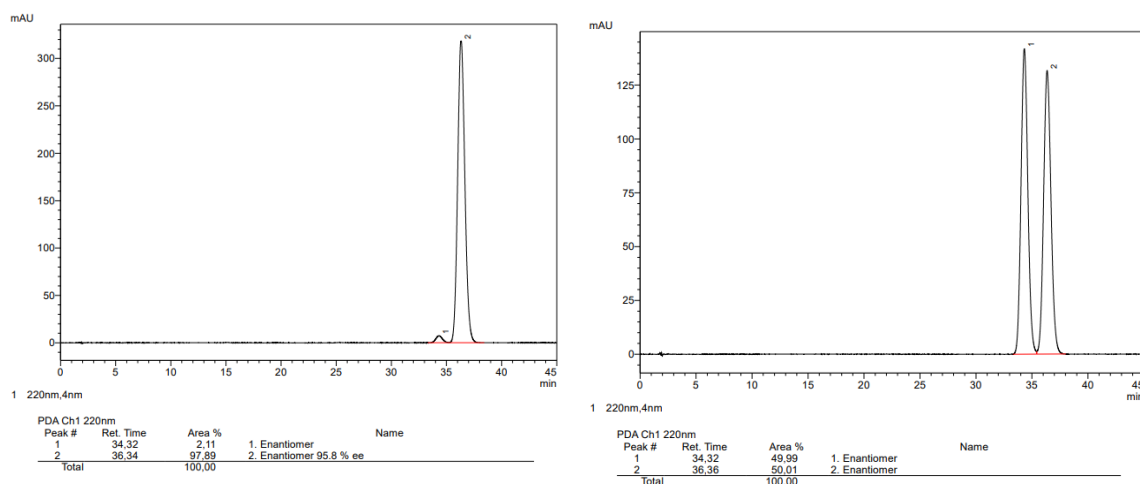 mAU
300
250
200
150
100
50
0
1
2
0 5 10 15 20 25 30 35 40 45
min
1 220nm,4nm
PDA Ch1 220nm
Peak # Ret. Time Area % Name
1 34,32 2,11 1. Enantiomer
2 36,34 97,89 2. Enantiomer 95.8 % ee
Total 100,00
mAU
125
100
75
50
25
0
1
2
0 5 10 15 20 25 30 35 40 45
min
1 220nm,4nm
PDA Ch1 220nm
Peak # Ret. Time Area % Name
1 34,32 49,99 1. Enantiomer
2 36,36 50,01 2. Enantiomer
Total 100,00